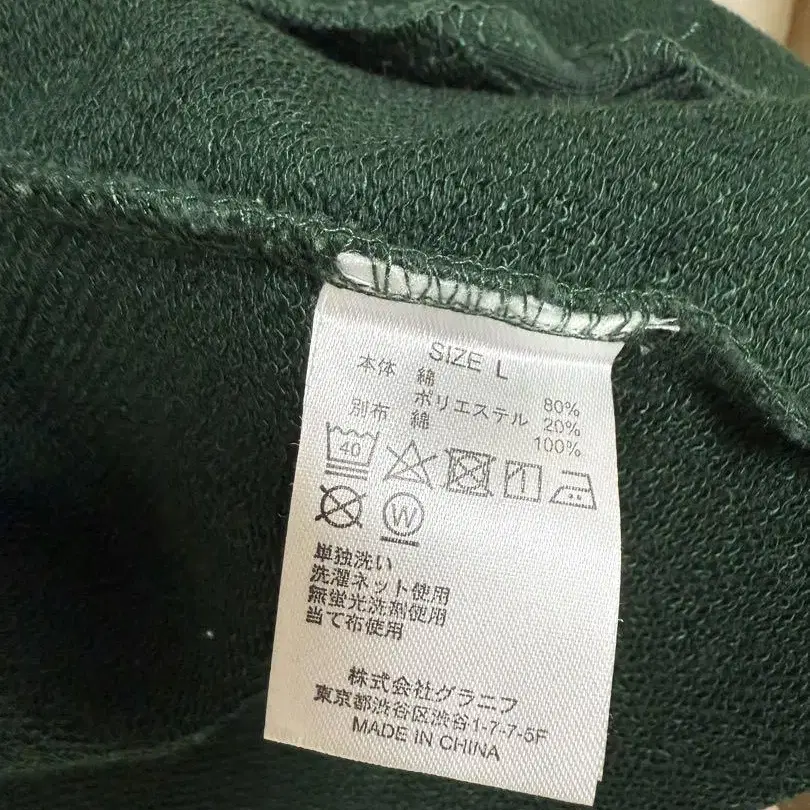 SIZE L
本体 綿 80%
ポリエステル 20%
別布 綿 100%
40
W
単独洗い
洗濯ネット使用
無蛍光洗剤使用
当て布使用
株式会社グラニフ
東京都渋谷区渋谷1-7-7-5F
MADE IN CHINA